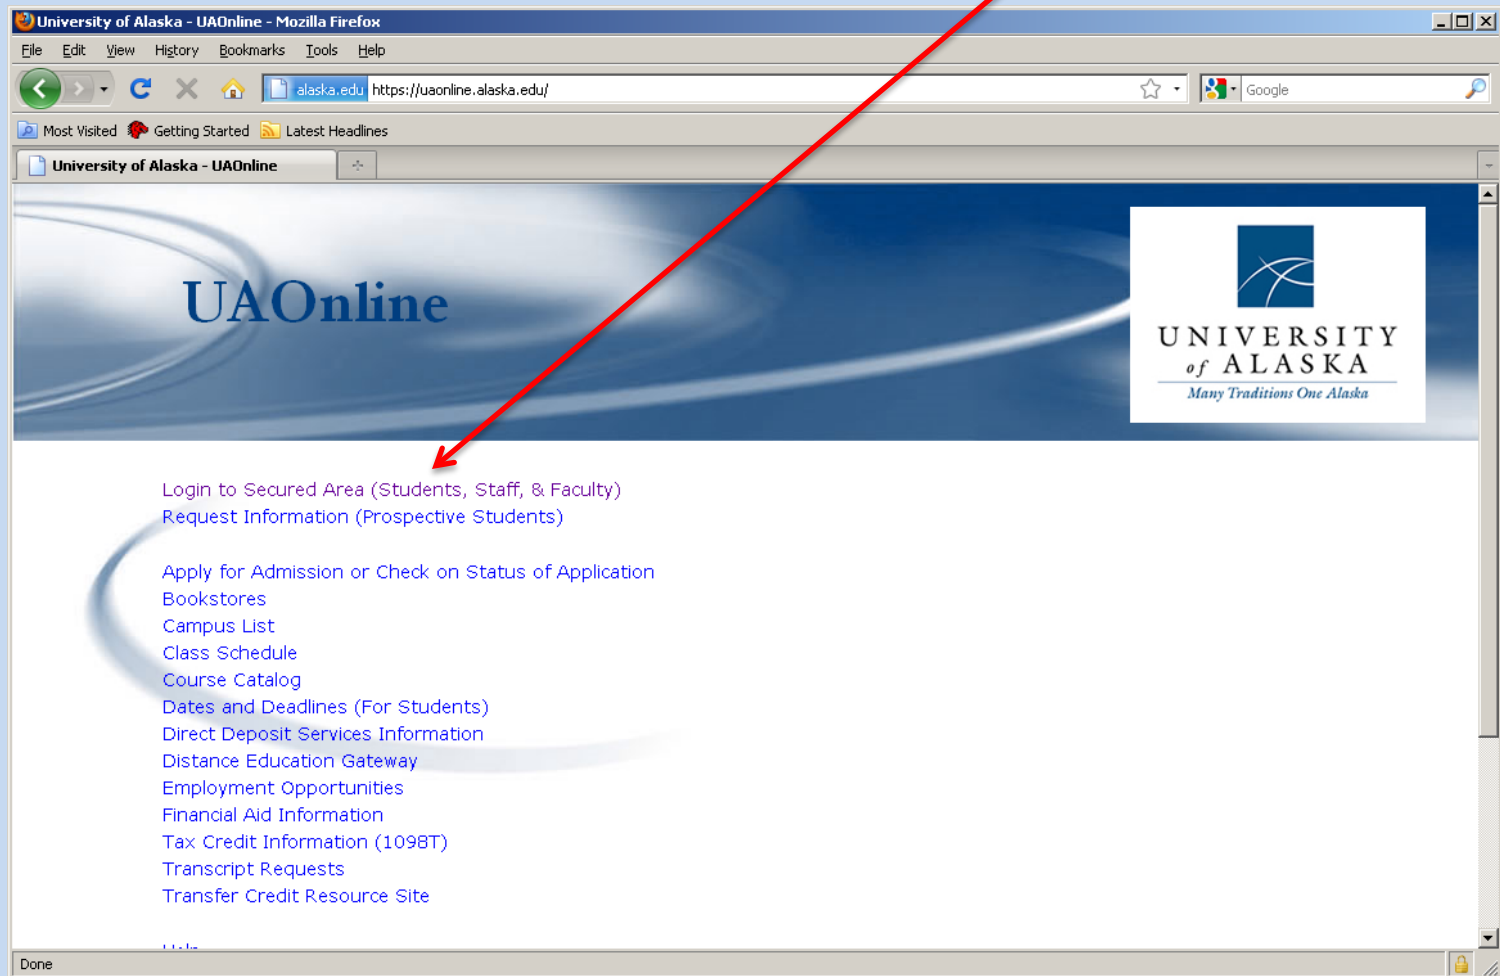 University of Alaska - UAOnline - Mozilla Firefox
File Edit View History Bookmarks Tools Help
alaska.edu https://uaonline.alaska.edu/
Google
Most Visited Getting Started Latest Headlines
University of Alaska - UAOnline
UAOnline
UNIVERSITY
of ALASKA
Many Traditions One Alaska
Login to Secured Area (Students, Staff, & Faculty)
Request Information (Prospective Students)
Apply for Admission or Check on Status of Application
Bookstores
Campus List
Class Schedule
Course Catalog
Dates and Deadlines (For Students)
Direct Deposit Services Information
Distance Education Gateway
Employment Opportunities
Financial Aid Information
Tax Credit Information (1098T)
Transcript Requests
Transfer Credit Resource Site
Done